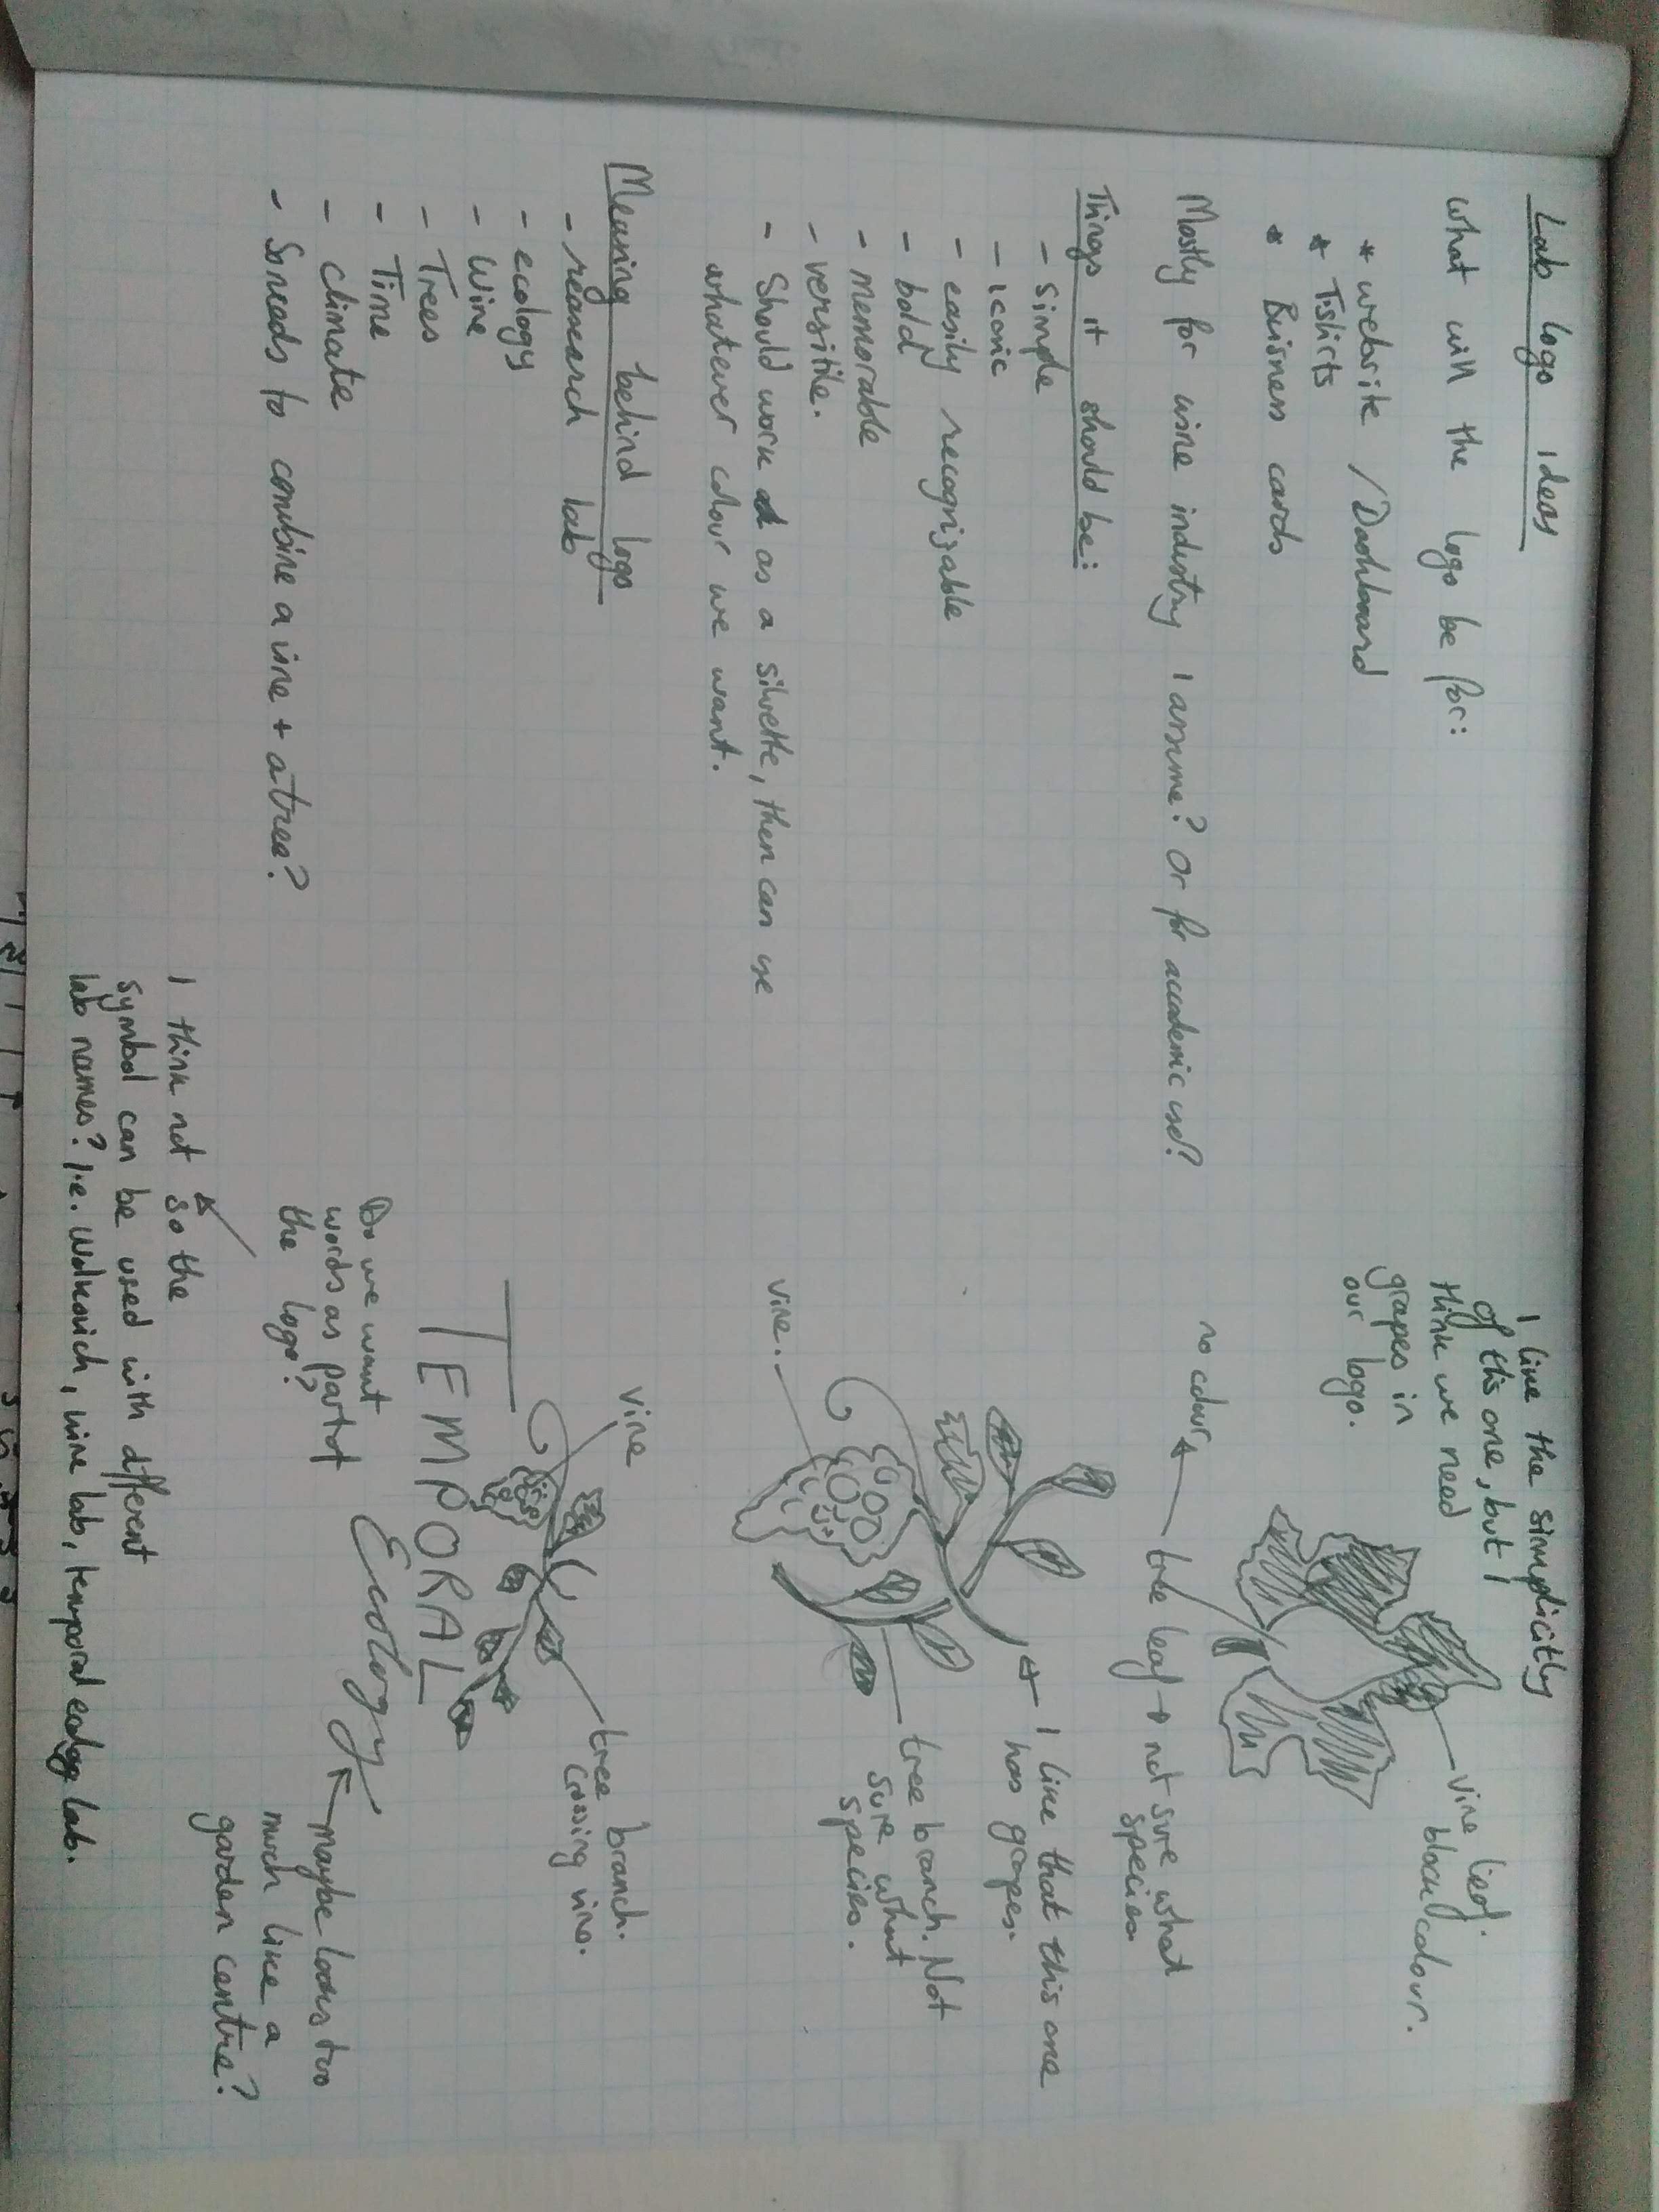 Lab logo ideas
what will the logo be for:
* website / Dashboard
* Tshirts
* Buisness cards
Mostly for wine industry I assume? Or for academic use?
Things it should be:
- simple
- iconic
- easily recognizable
- bold
- memorable
- versitile.
- Should work as a silvette, then can use
whatever colour we want.
Meaning behind logo
- research lab
- ecology
- wine
- Trees
- Time
- climate
- Soneeds to combine a vine + a tree?
I like the simplicity
of this one, but I
think we need
grapes in
our logo.
vine leaf.
block colour.
no colour
tree leaf → not sure what
species
I like that this one
has grapes.
vine.
tree branch. Not
sure what
species.
vine
tree branch
crossing vine.
TEMPORAL
Ecology
Do we want
words as part of
the logo?
maybe looks too
much like a
garden centre?
I think not so the
symbol can be used with different
lab names? I.e. Wolkovich, vine lab, temporal ecology lab.